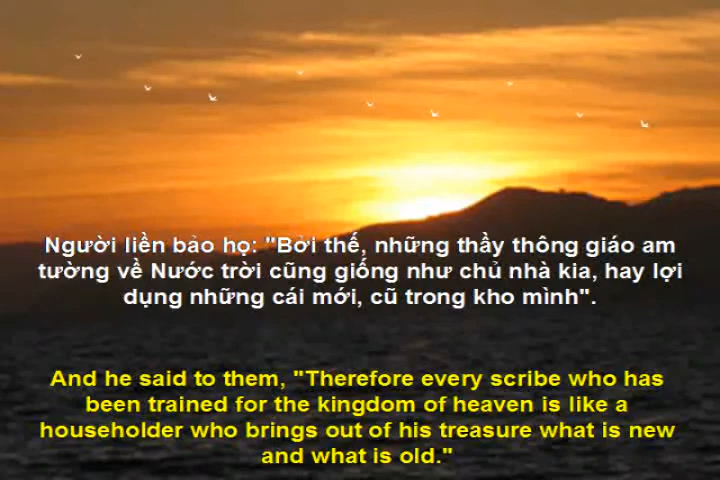 Người liền bảo họ: "Bởi thế, những thầy thông giáo am
tường về Nước trời cũng giống như chủ nhà kia, hay lợi
dụng những cái mới, cũ trong kho mình".
And he said to them, "Therefore every scribe who has
been trained for the kingdom of heaven is like a
householder who brings out of his treasure what is new
and what is old."